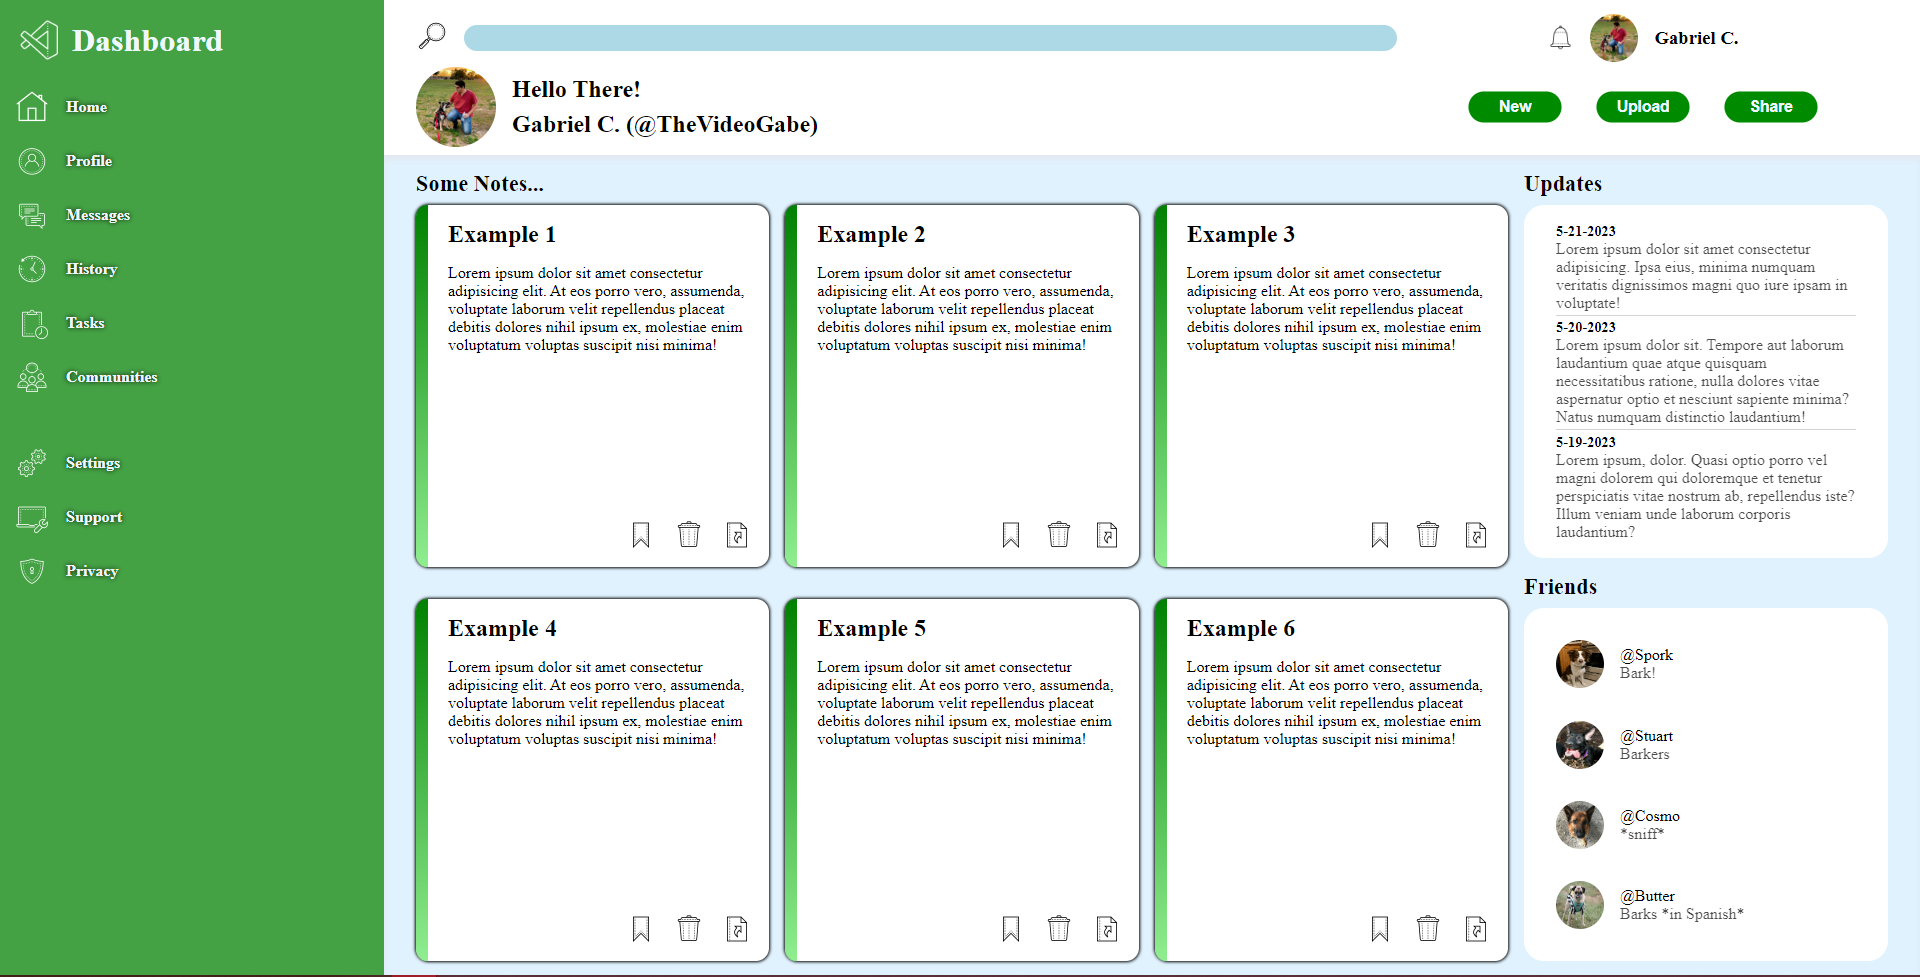 Dashboard
Home
Profile
Messages
History
Tasks
Communities
Settings
Support
Privacy
Gabriel C.
Hello There!
Gabriel C. (@TheVideoGabe)
New
Upload
Share
Some Notes...
Example 1
Lorem ipsum dolor sit amet consectetur
adipisicing elit. At eos porro vero, assumenda,
voluptate laborum velit repellendus placeat
debitis dolores nihil ipsum ex, molestiae enim
voluptatum voluptas suscipit nisi minima!
Example 2
Lorem ipsum dolor sit amet consectetur
adipisicing elit. At eos porro vero, assumenda,
voluptate laborum velit repellendus placeat
debitis dolores nihil ipsum ex, molestiae enim
voluptatum voluptas suscipit nisi minima!
Example 3
Lorem ipsum dolor sit amet consectetur
adipisicing elit. At eos porro vero, assumenda,
voluptate laborum velit repellendus placeat
debitis dolores nihil ipsum ex, molestiae enim
voluptatum voluptas suscipit nisi minima!
Example 4
Lorem ipsum dolor sit amet consectetur
adipisicing elit. At eos porro vero, assumenda,
voluptate laborum velit repellendus placeat
debitis dolores nihil ipsum ex, molestiae enim
voluptatum voluptas suscipit nisi minima!
Example 5
Lorem ipsum dolor sit amet consectetur
adipisicing elit. At eos porro vero, assumenda,
voluptate laborum velit repellendus placeat
debitis dolores nihil ipsum ex, molestiae enim
voluptatum voluptas suscipit nisi minima!
Example 6
Lorem ipsum dolor sit amet consectetur
adipisicing elit. At eos porro vero, assumenda,
voluptate laborum velit repellendus placeat
debitis dolores nihil ipsum ex, molestiae enim
voluptatum voluptas suscipit nisi minima!
Updates
5-21-2023
Lorem ipsum dolor sit amet consectetur
adipisicing. Ipsa eius, minima numquam
veritatis dignissimos magni quo iure ipsam in
voluptate!
5-20-2023
Lorem ipsum dolor sit. Tempore aut laborum
laudantium quae atque quisquam
necessitatibus ratione, nulla dolores vitae
aspernatur optio et nesciunt sapiente minima?
Natus numquam distinctio laudantium!
5-19-2023
Lorem ipsum, dolor. Quasi optio porro vel
magni dolorem qui doloremque et tenetur
perspiciatis vitae nostrum ab, repellendus iste?
Illum veniam unde laborum corporis
laudantium?
Friends
@Spork
Bark!
@Stuart
Barkers
@Cosmo
*sniff*
@Butter
Barks *in Spanish*